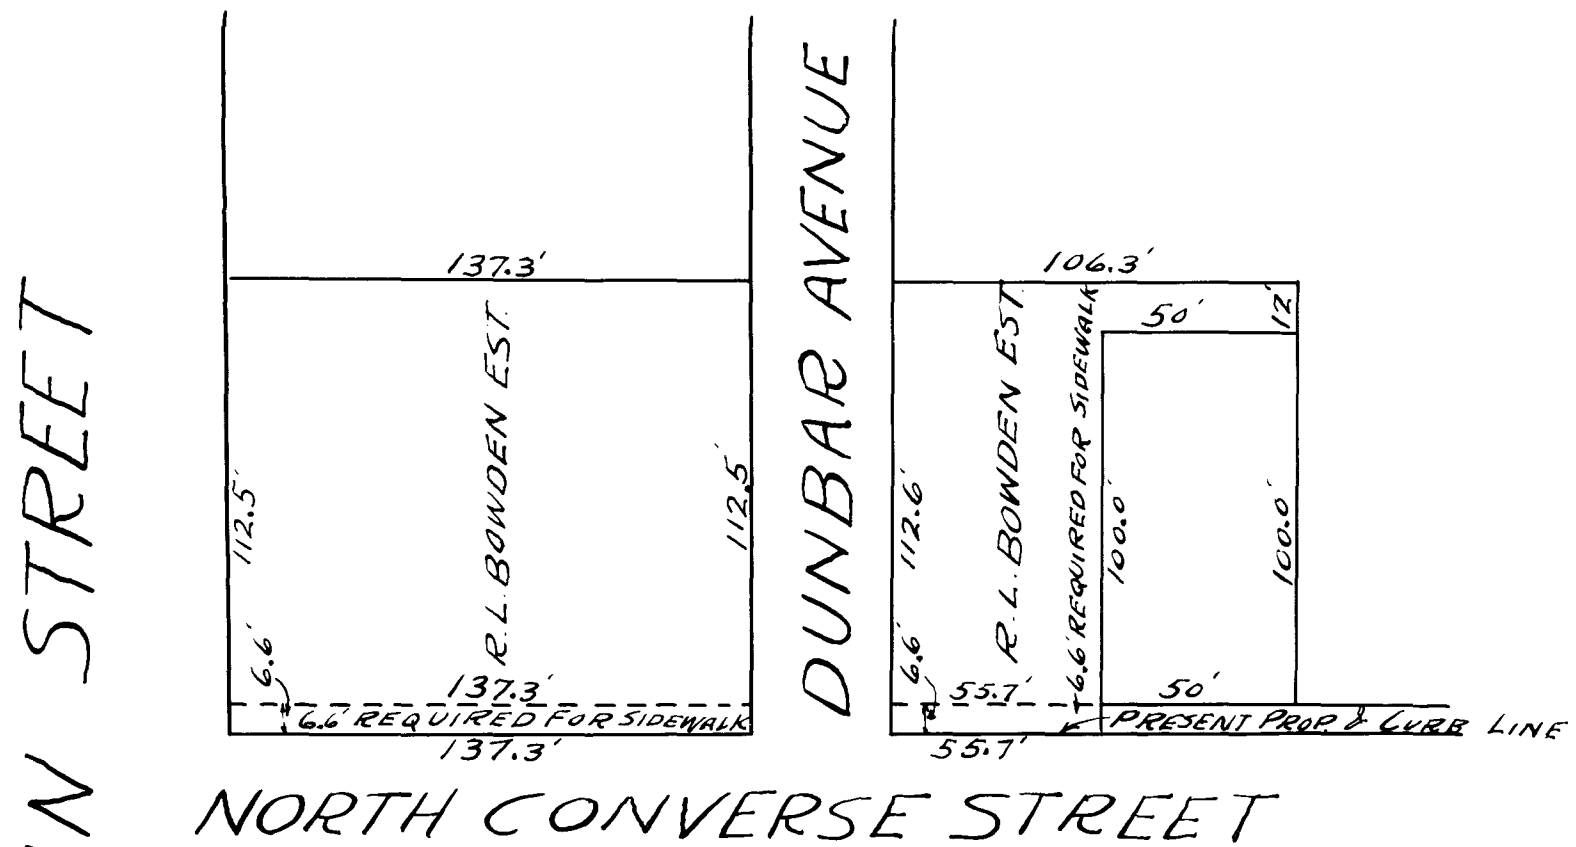 137.3'
106.3'
50'
12'
N STREET
DUNBAR AVENUE
R.L. BOWDEN EST.
R.L. BOWDEN EST.
6.6' REQUIRED FOR SIDEWALK
112.5'
112.5'
112.6'
100.0'
100.0'
6.6'
6.6'
137.3'
55.7'
50'
6.6' REQUIRED FOR SIDEWALK
PRESENT PROP. & CURB LINE
137.3'
55.7'
NORTH CONVERSE STREET